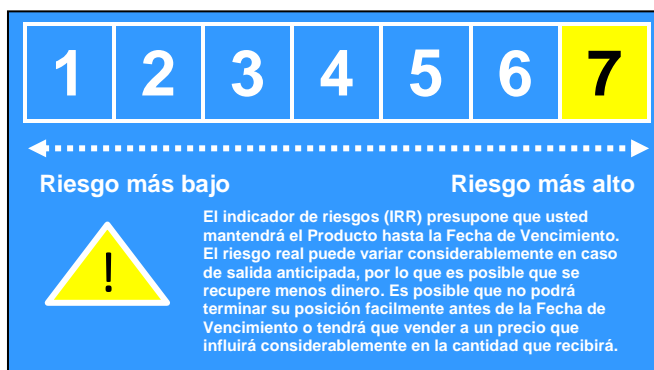 1 2 3 4 5 6 7
Riesgo más bajo Riesgo más alto
El indicador de riesgos (IRR) presupone que usted
mantendrá el Producto hasta la Fecha de Vencimiento.
El riesgo real puede variar considerablemente en caso
de salida anticipada, por lo que es posible que se
recupere menos dinero. Es posible que no podrá
terminar su posición facilmente antes de la Fecha de
Vencimiento o tendrá que vender a un precio que
influirá considerablemente en la cantidad que recibirá.
!